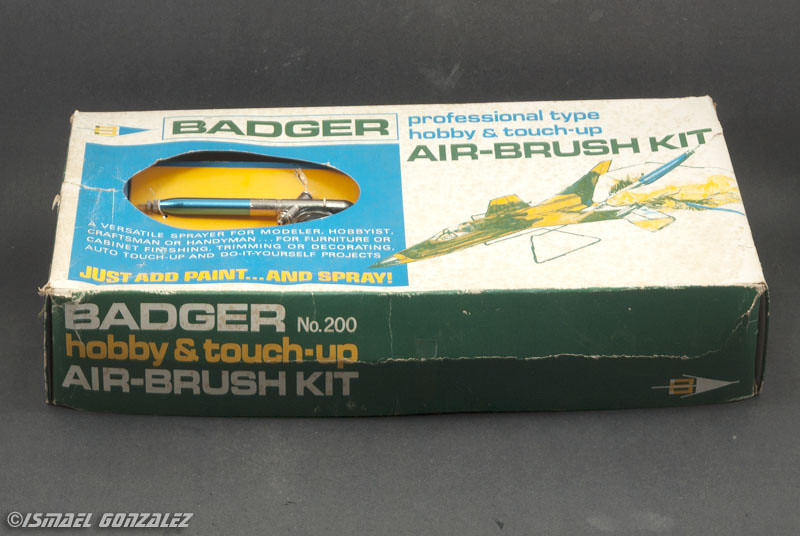 BADGER
professional type
hobby & touch-up
AIR-BRUSH KIT
A VERSATILE SPRAYER FOR MODELER, HOBBYIST,
CRAFTSMAN OR HANDYMAN... FOR FURNITURE OR
CABINET FINISHING, TRIMMING OR DECORATING,
AUTO TOUCH-UP AND DO-IT-YOURSELF PROJECTS
JUST ADD PAINT...AND SPRAY!
BADGER No.200
hobby & touch-up
AIR-BRUSH KIT
©ISMAEL GONZALEZ